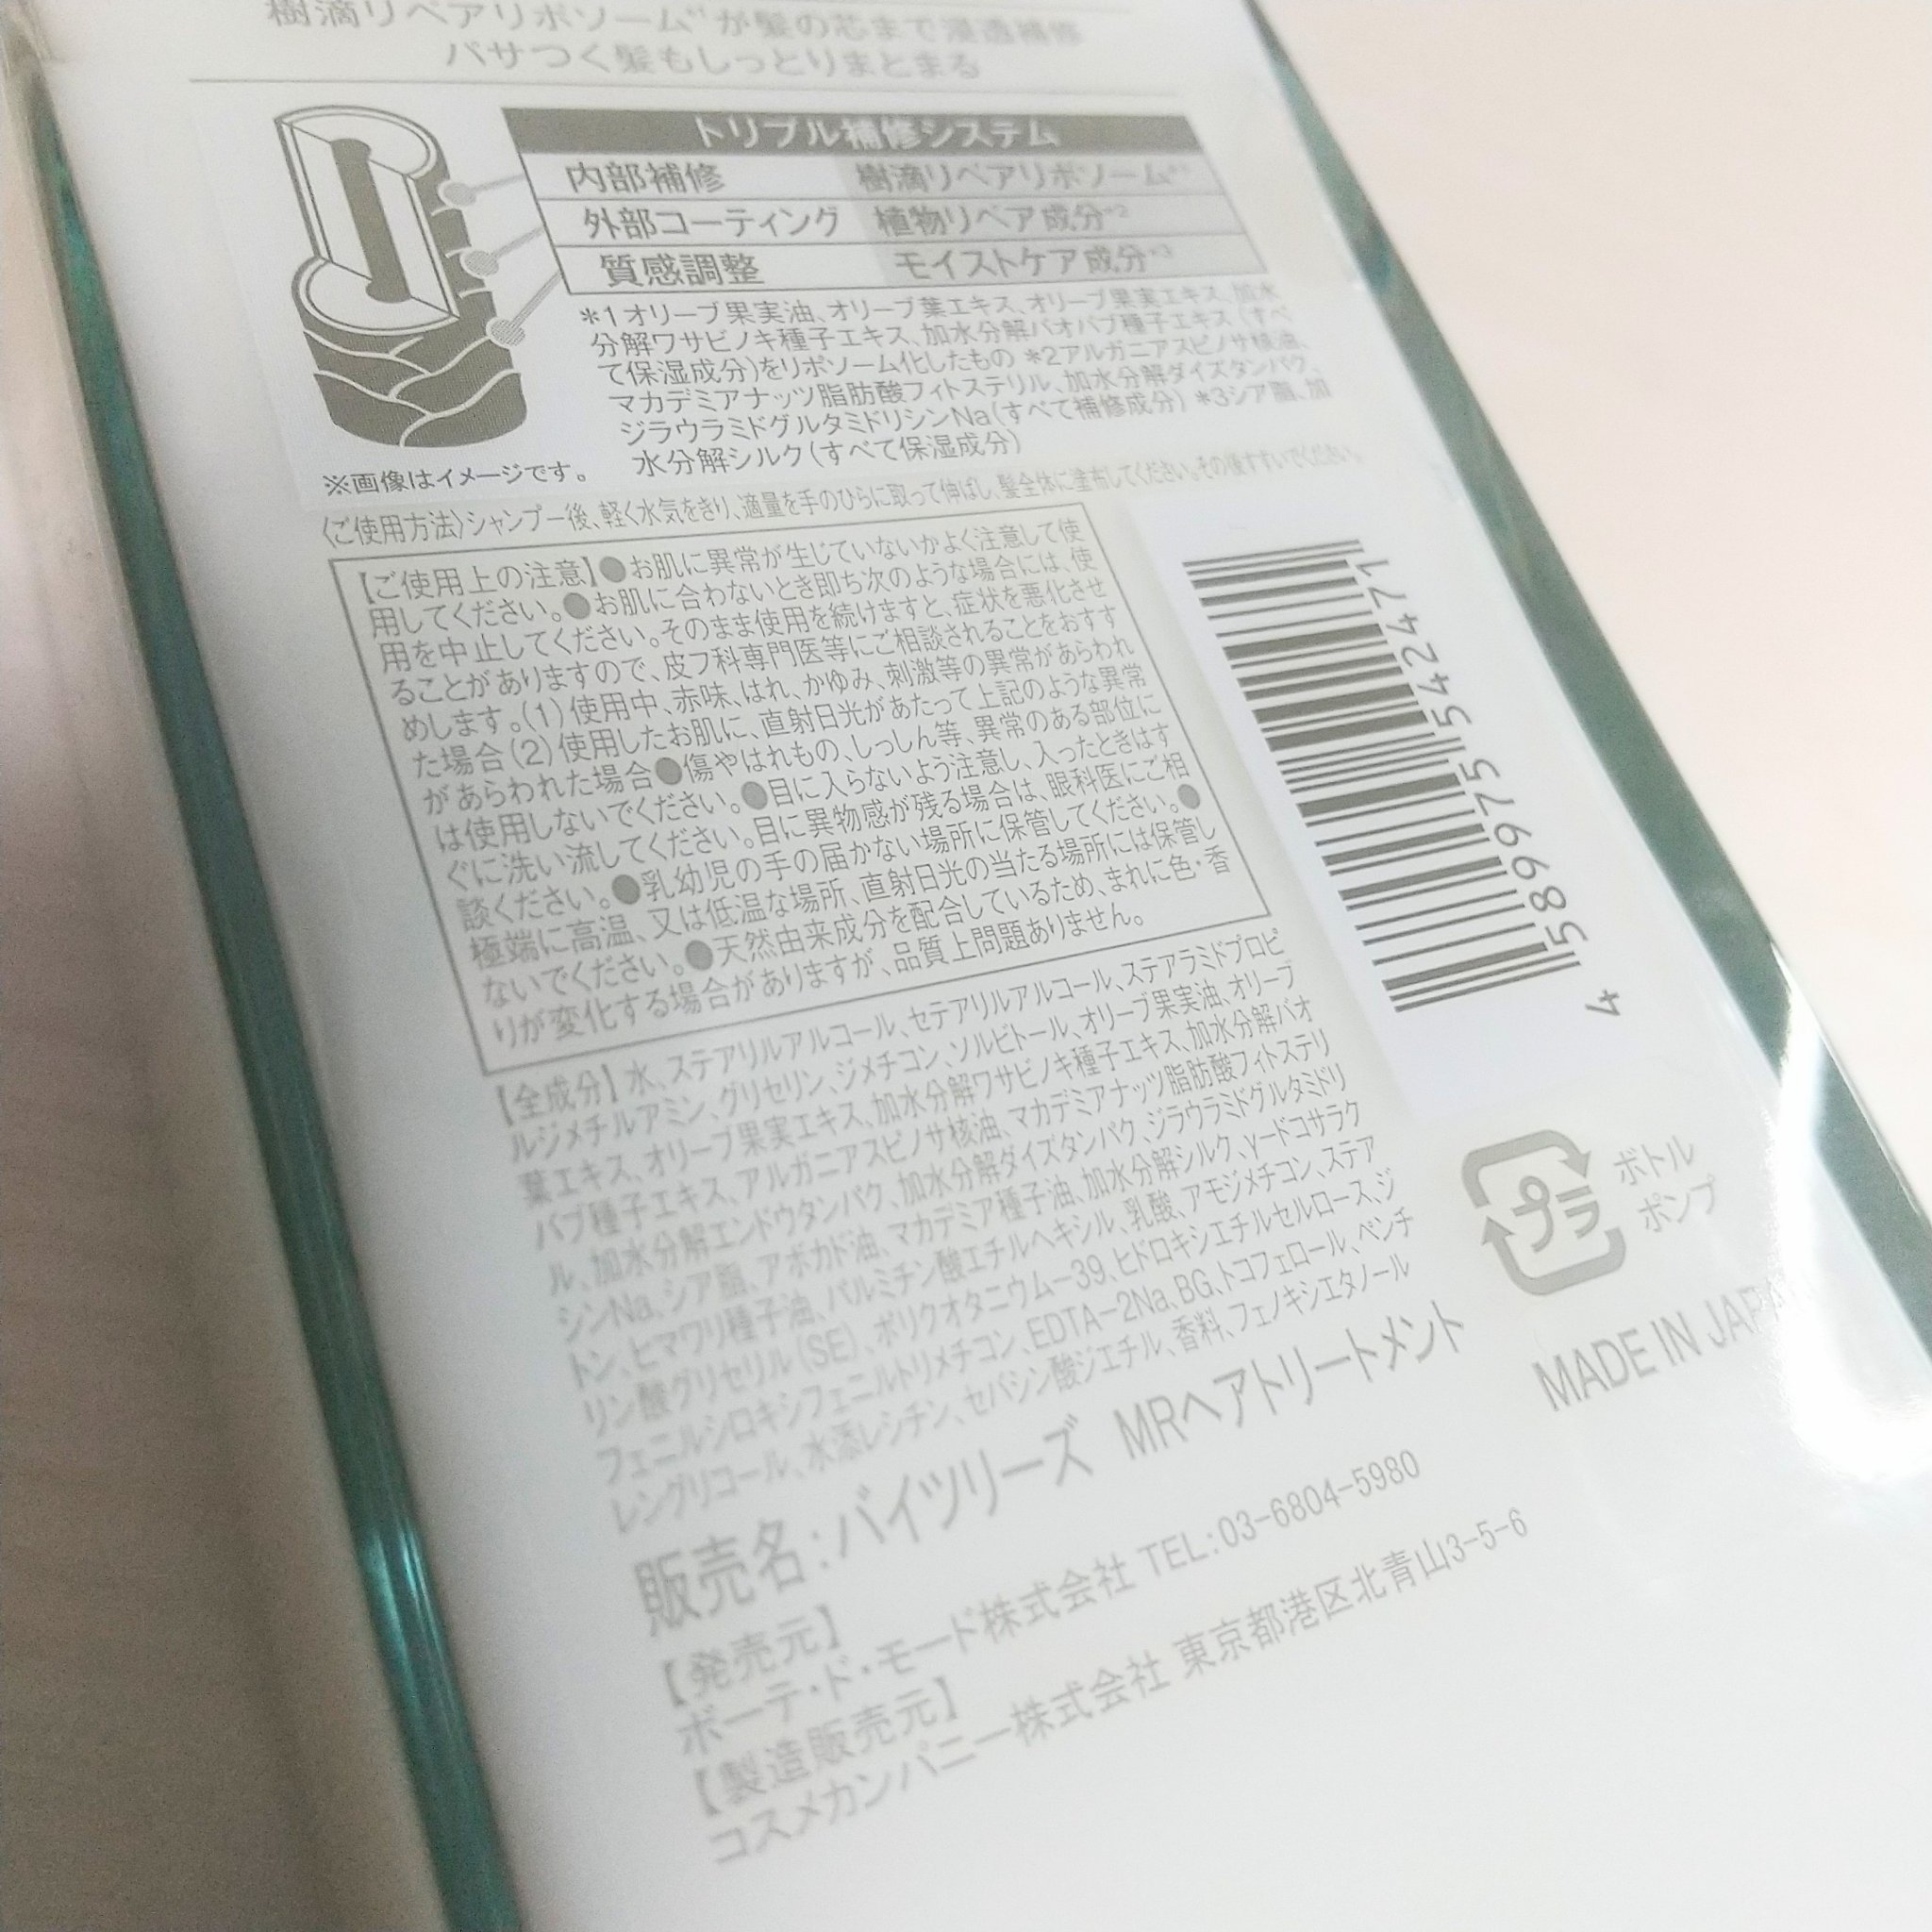 樹滴リペアリポソーム*1が髪の芯まで浸透補修
パサつく髪もしっとりまとまる
トリプル補修システム
内部補修 樹滴リペアリポソーム*1
外部コーティング 植物リペア成分*2
質感調整 モイストケア成分*3
*1オリーブ果実油、オリーブ葉エキス、オリーブ果実エキス、加水
分解ワサビノキ種子エキス、加水分解バオバブ種子エキス(すべ
て保湿成分)をリポソーム化したもの *2アルガニアスピノサ核油、
マカデミアナッツ脂肪酸フィトステリル、加水分解ダイズタンパク、
ジラウラミドグルタミドリシンNa(すべて補修成分) *3シア脂、加
水分解シルク(すべて保湿成分)
※画像はイメージです。
〈ご使用方法〉シャンプー後、軽く水気をきり、適量を手のひらに取って伸ばし、髪全体に塗布してください。その後すすいでください。
【ご使用上の注意】●お肌に異常が生じていないかよく注意して使
用してください。●お肌に合わないとき即ち次のような場合には、使
用を中止してください。そのまま使用を続けますと、症状を悪化させ
ることがありますので、皮フ科専門医等にご相談されることをおすす
めします。(1)使用中、赤味、はれ、かゆみ、刺激等の異常があらわれ
た場合(2)使用したお肌に、直射日光があたって上記のような異常
があらわれた場合●傷やはれもの、しっしん等、異常のある部位に
は使用しないでください。●目に入らないよう注意し、入ったときはす
ぐに洗い流してください。目に異物感が残る場合は、眼科医にご相
談ください。●乳幼児の手の届かない場所に保管してください。●
極端に高温、又は低温な場所、直射日光の当たる場所には保管し
ないでください。●天然由来成分を配合しているため、まれに色・香
りが変化する場合がありますが、品質上問題ありません。
4 589975 542471
【全成分】水、ステアリルアルコール、セテアリルアルコール、ステアラミドプロピ
ルジメチルアミン、グリセリン、ジメチコン、ソルビトール、オリーブ果実油、オリーブ
葉エキス、オリーブ果実エキス、加水分解ワサビノキ種子エキス、加水分解バオ
バブ種子エキス、アルガニアスピノサ核油、マカデミアナッツ脂肪酸フィトステリ
ル、加水分解エンドウタンパク、加水分解ダイズタンパク、ジラウラミドグルタミドリ
シンNa、シア脂、アボカド油、マカデミア種子油、加水分解シルク、γードコサラク
トン、ヒマワリ種子油、パルミチン酸エチルヘキシル、乳酸、アモジメチコン、ステア
リン酸グリセリル(SE)、ポリクオタニウム-39、ヒドロキシエチルセルロース、ジ
フェニルシロキシフェニルトリメチコン、EDTA-2Na、BG、トコフェロール、ペンチ
レングリコール、水添レシチン、セバシン酸ジエチル、香料、フェノキシエタノール
プラ
ボトル
ポンプ
販売名:バイツリーズ MRヘアトリートメント
MADE IN JAPAN
【発売元】
ボーテ・ド・モード株式会社 TEL:03-6804-5980
【製造販売元】
コスメカンパニー株式会社 東京都港区北青山3-5-6